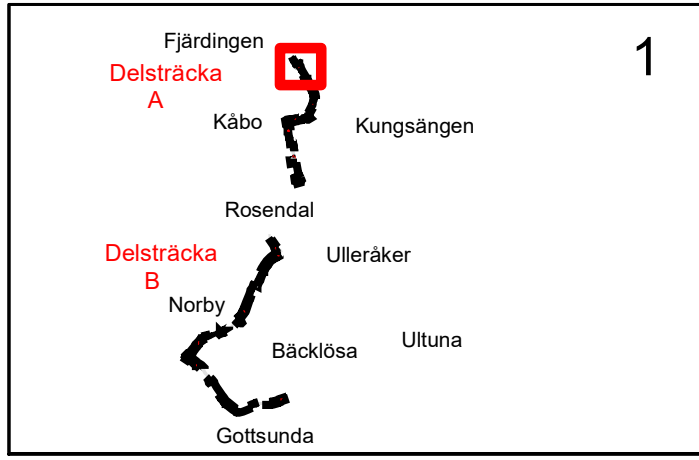 Fjärdingen
1
Delsträcka
A
Kåbo
Kungsängen
Rosendal
Delsträcka
B
Ulleråker
Norby
Bäcklösa
Ultuna
Gottsunda